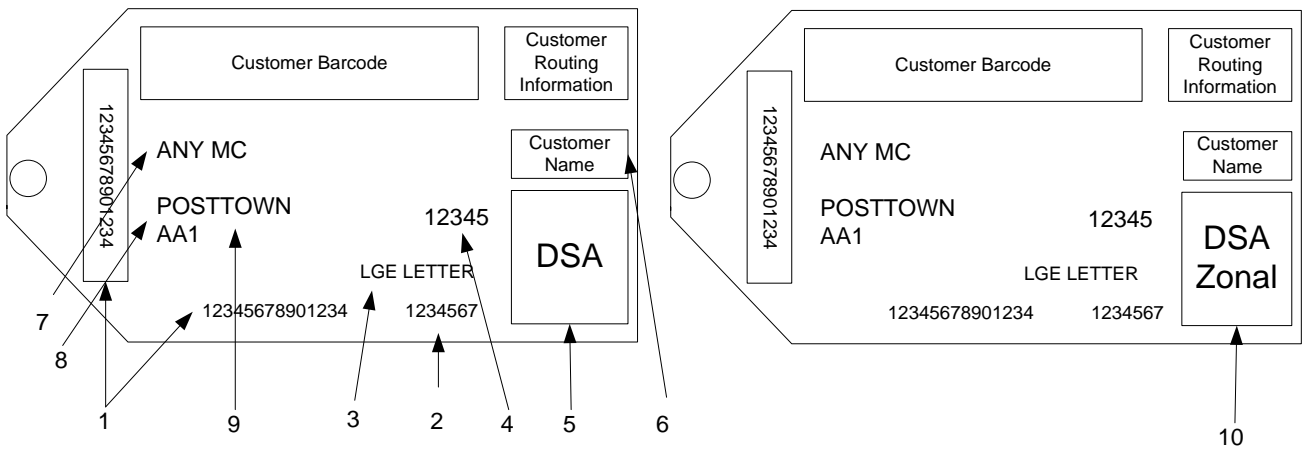 Customer Barcode
Customer
Routing
Information
12345678901234
ANY MC
Customer
Name
POSTTOWN
AA1
12345
DSA
LGE LETTER
12345678901234
1234567
7
8
1
9
3
2
4
5
6
Customer Barcode
Customer
Routing
Information
12345678901234
ANY MC
Customer
Name
POSTTOWN
AA1
12345
DSA
Zonal
LGE LETTER
12345678901234
1234567
10